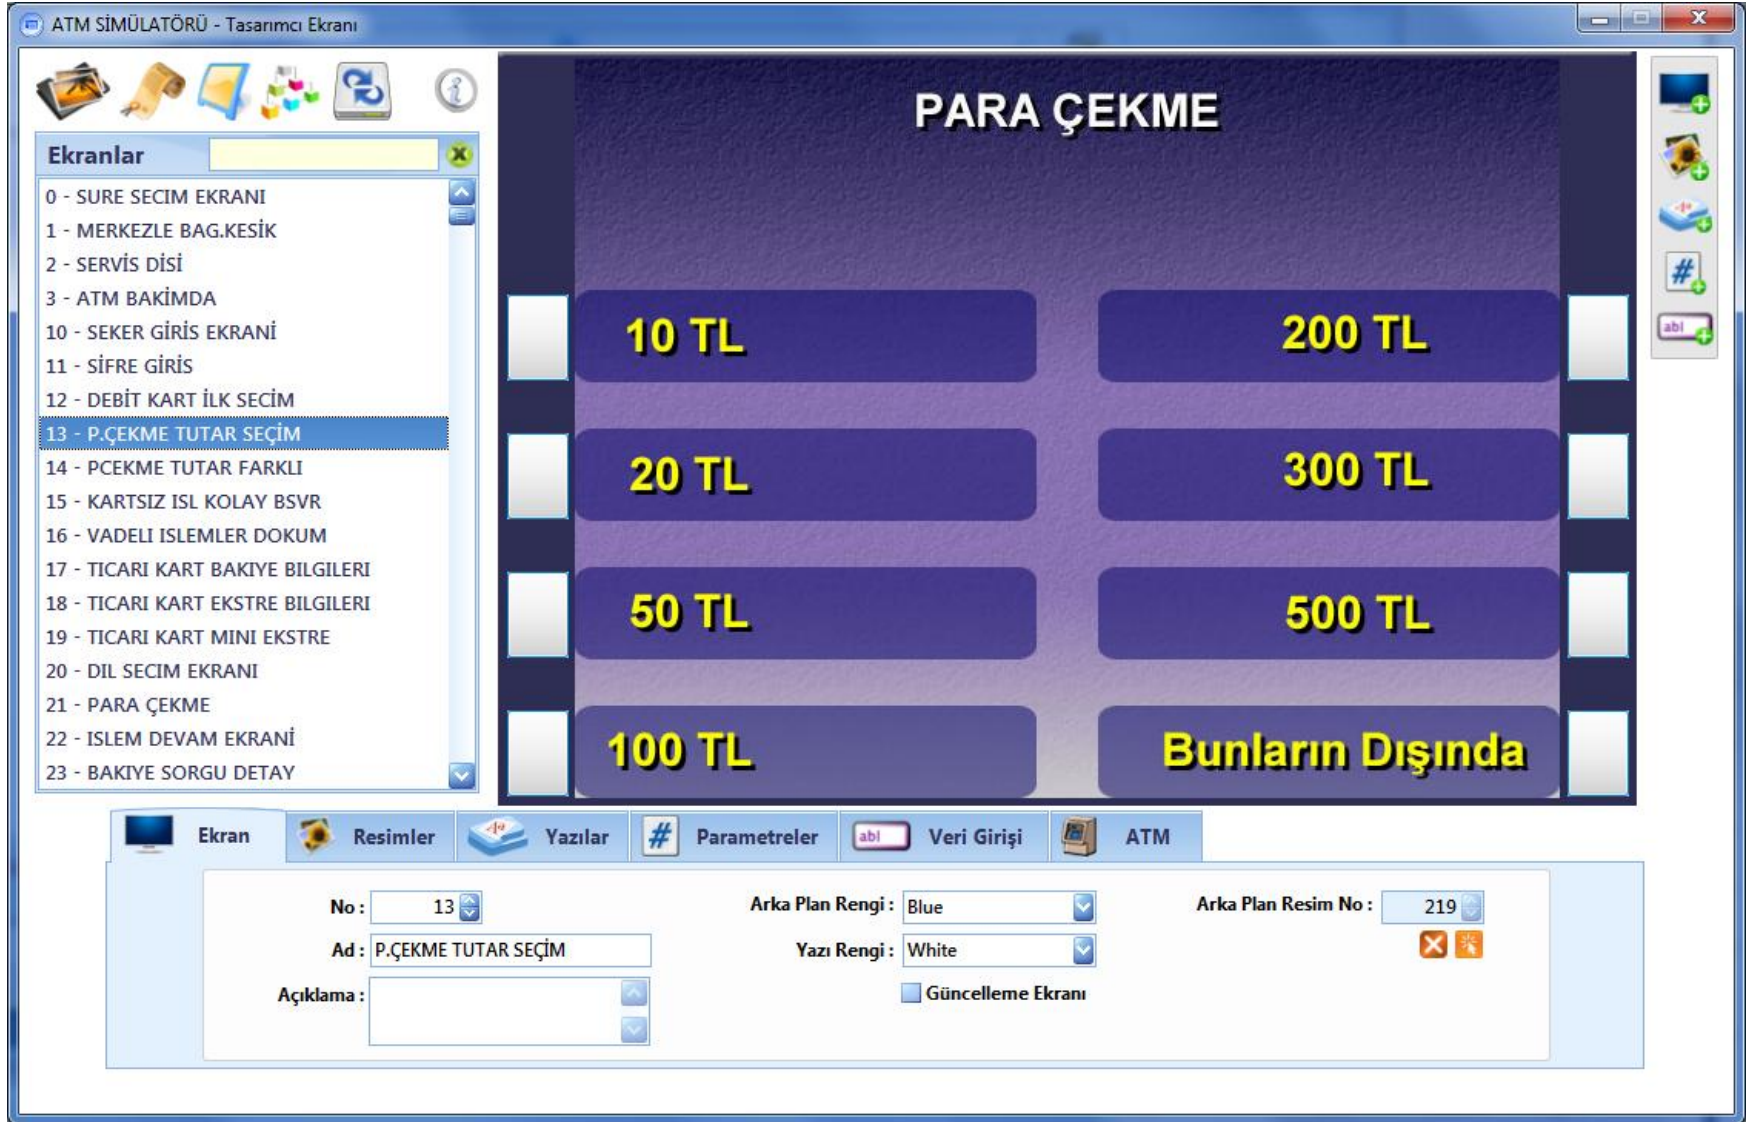 ATM SİMÜLATÖRÜ - Tasarımcı Ekranı
Ekranlar
0 - SURE SECIM EKRANI
1 - MERKEZLE BAG.KESİK
2 - SERVİS DİSİ
3 - ATM BAKİMDA
10 - SEKER GİRİS EKRANİ
11 - SİFRE GİRİS
12 - DEBİT KART İLK SECİM
13 - P.ÇEKME TUTAR SEÇİM
14 - PCEKME TUTAR FARKLI
15 - KARTSIZ ISL KOLAY BSVR
16 - VADELI ISLEMLER DOKUM
17 - TICARI KART BAKIYE BILGILERI
18 - TICARI KART EKSTRE BILGILERI
19 - TICARI KART MINI EKSTRE
20 - DIL SECIM EKRANI
21 - PARA ÇEKME
22 - ISLEM DEVAM EKRANİ
23 - BAKIYE SORGU DETAY
PARA ÇEKME
10 TL
200 TL
20 TL
300 TL
50 TL
500 TL
100 TL
Bunların Dışında
#
abl
Ekran
Resimler
Yazılar
# Parametreler
abl Veri Girişi
ATM
No : 13
Arka Plan Rengi : Blue
Arka Plan Resim No : 219
Ad : P.ÇEKME TUTAR SEÇİM
Yazı Rengi : White
Açıklama :
Güncelleme Ekranı